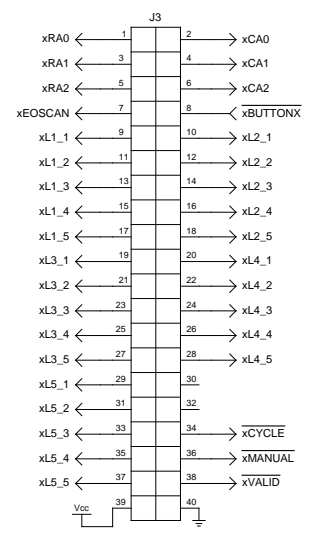 J3
xRA0 1 2 xCA0
xRA1 3 4 xCA1
xRA2 5 6 xCA2
xEOSCAN 7 8 xBUTTONX
xL1_1 9 10 xL2_1
xL1_2 11 12 xL2_2
xL1_3 13 14 xL2_3
xL1_4 15 16 xL2_4
xL1_5 17 18 xL2_5
xL3_1 19 20 xL4_1
xL3_2 21 22 xL4_2
xL3_3 23 24 xL4_3
xL3_4 25 26 xL4_4
xL3_5 27 28 xL4_5
xL5_1 29 30
xL5_2 31 32
xL5_3 33 34 xCYCLE
xL5_4 35 36 xMANUAL
xL5_5 37 38 xVALID
Vcc 39 40